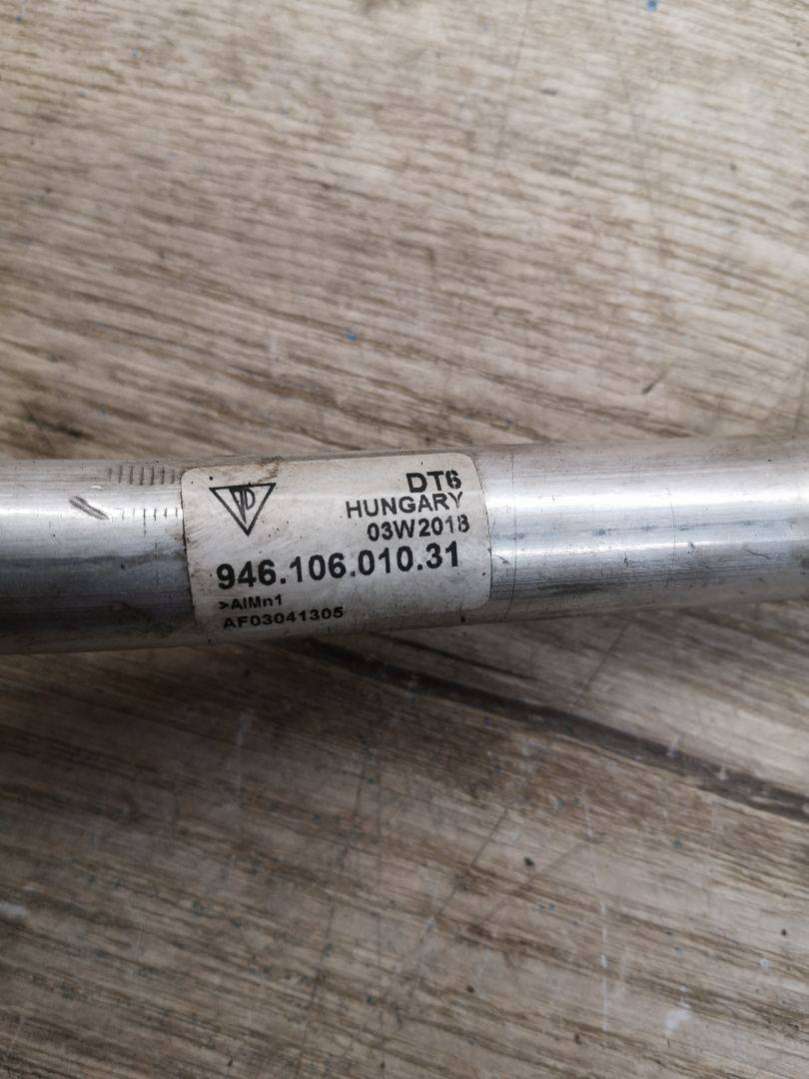 DT6
HUNGARY
03W2018
946.106.010.31
>AlMn1
AF03041305